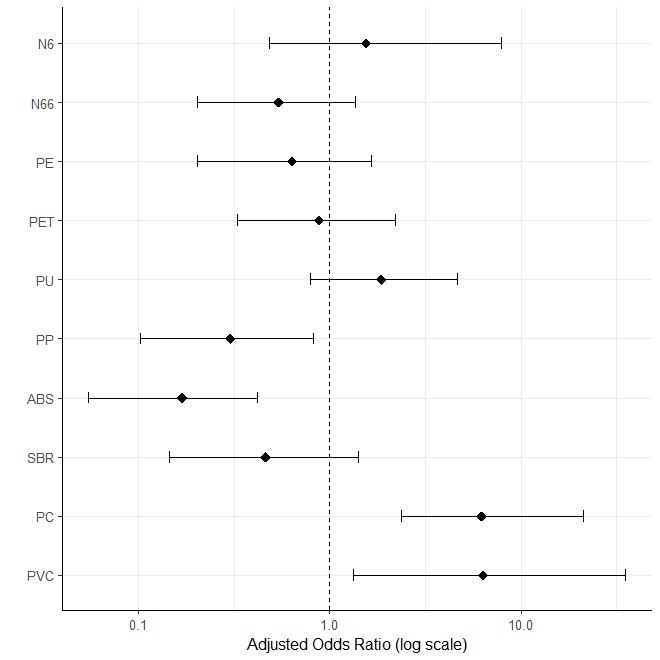 N6
N66
PE
PET
PU
PP
ABS
SBR
PC
PVC
0.1 1.0 10.0
Adjusted Odds Ratio (log scale)